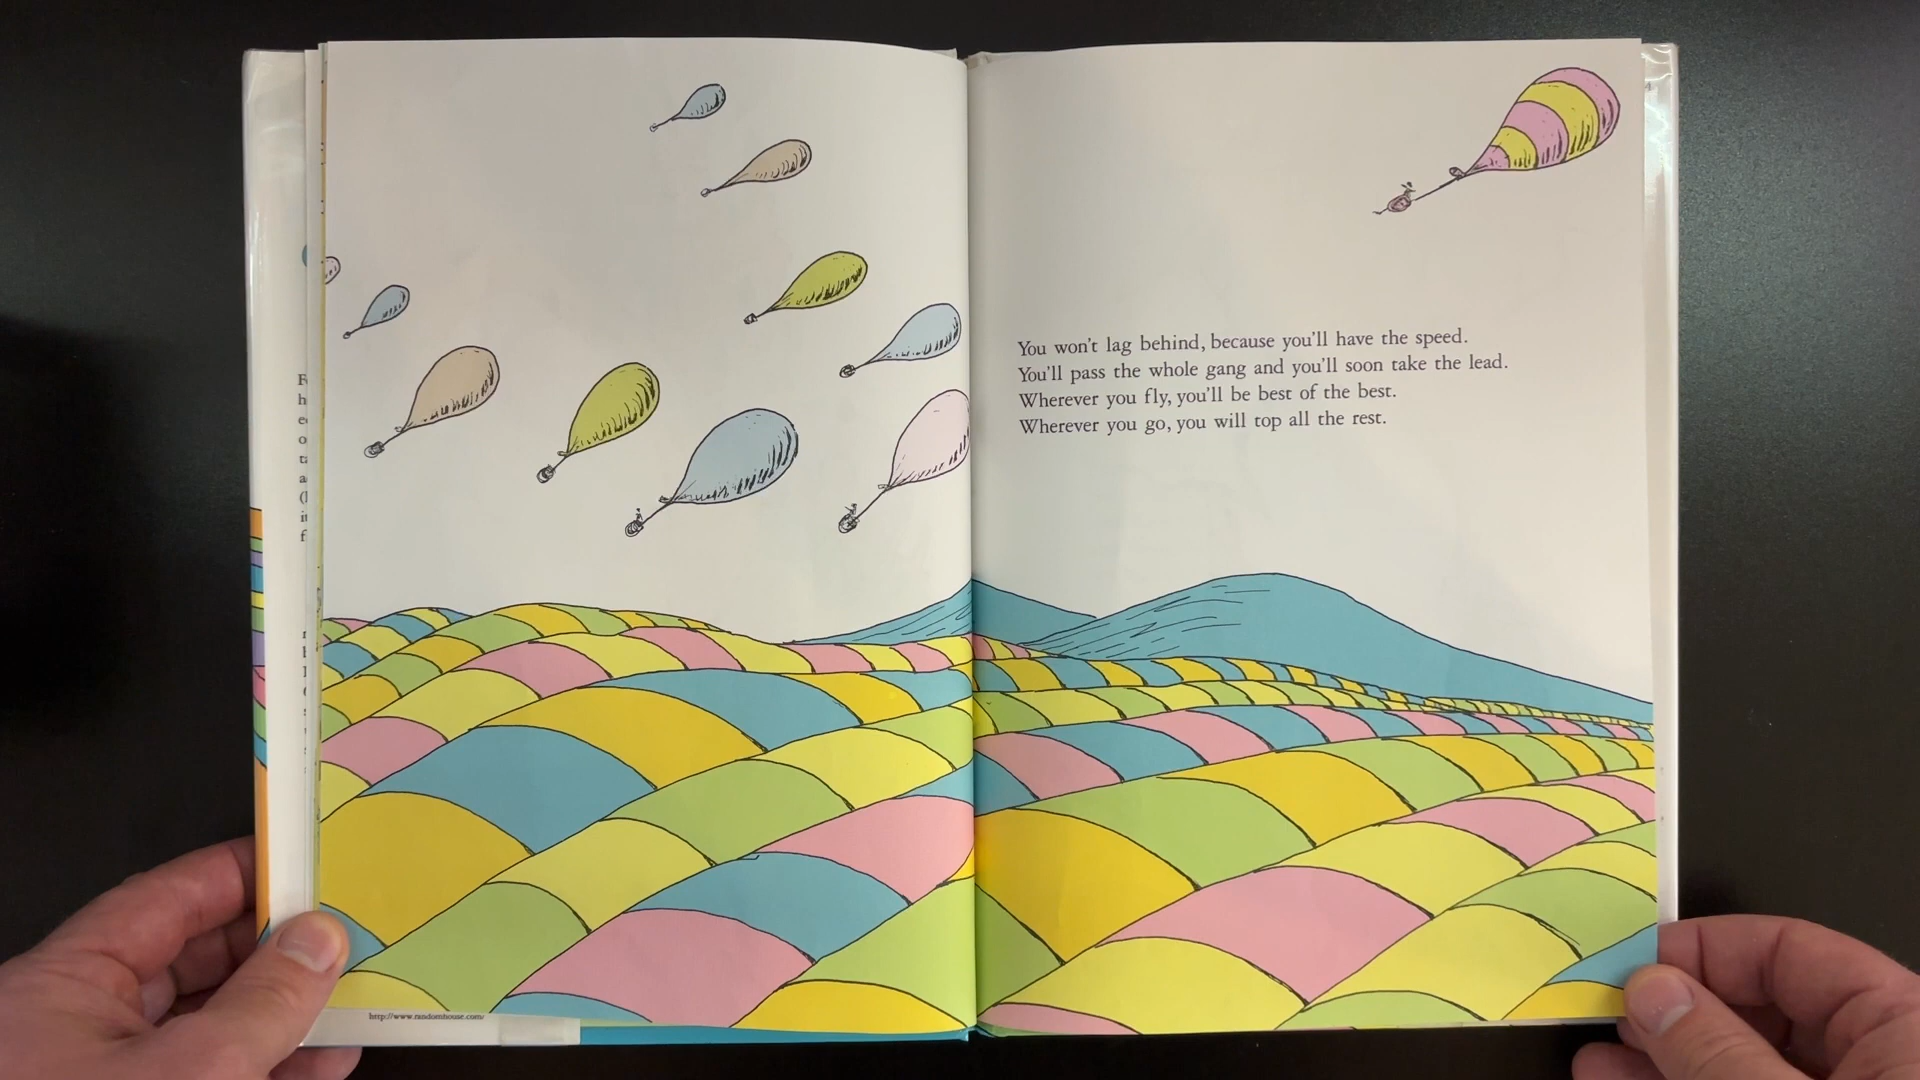 You won't lag behind, because you'll have the speed.
You'll pass the whole gang and you'll soon take the lead.
Wherever you fly, you'll be best of the best.
Wherever you go, you will top all the rest.
http://www.randomhouse.com/